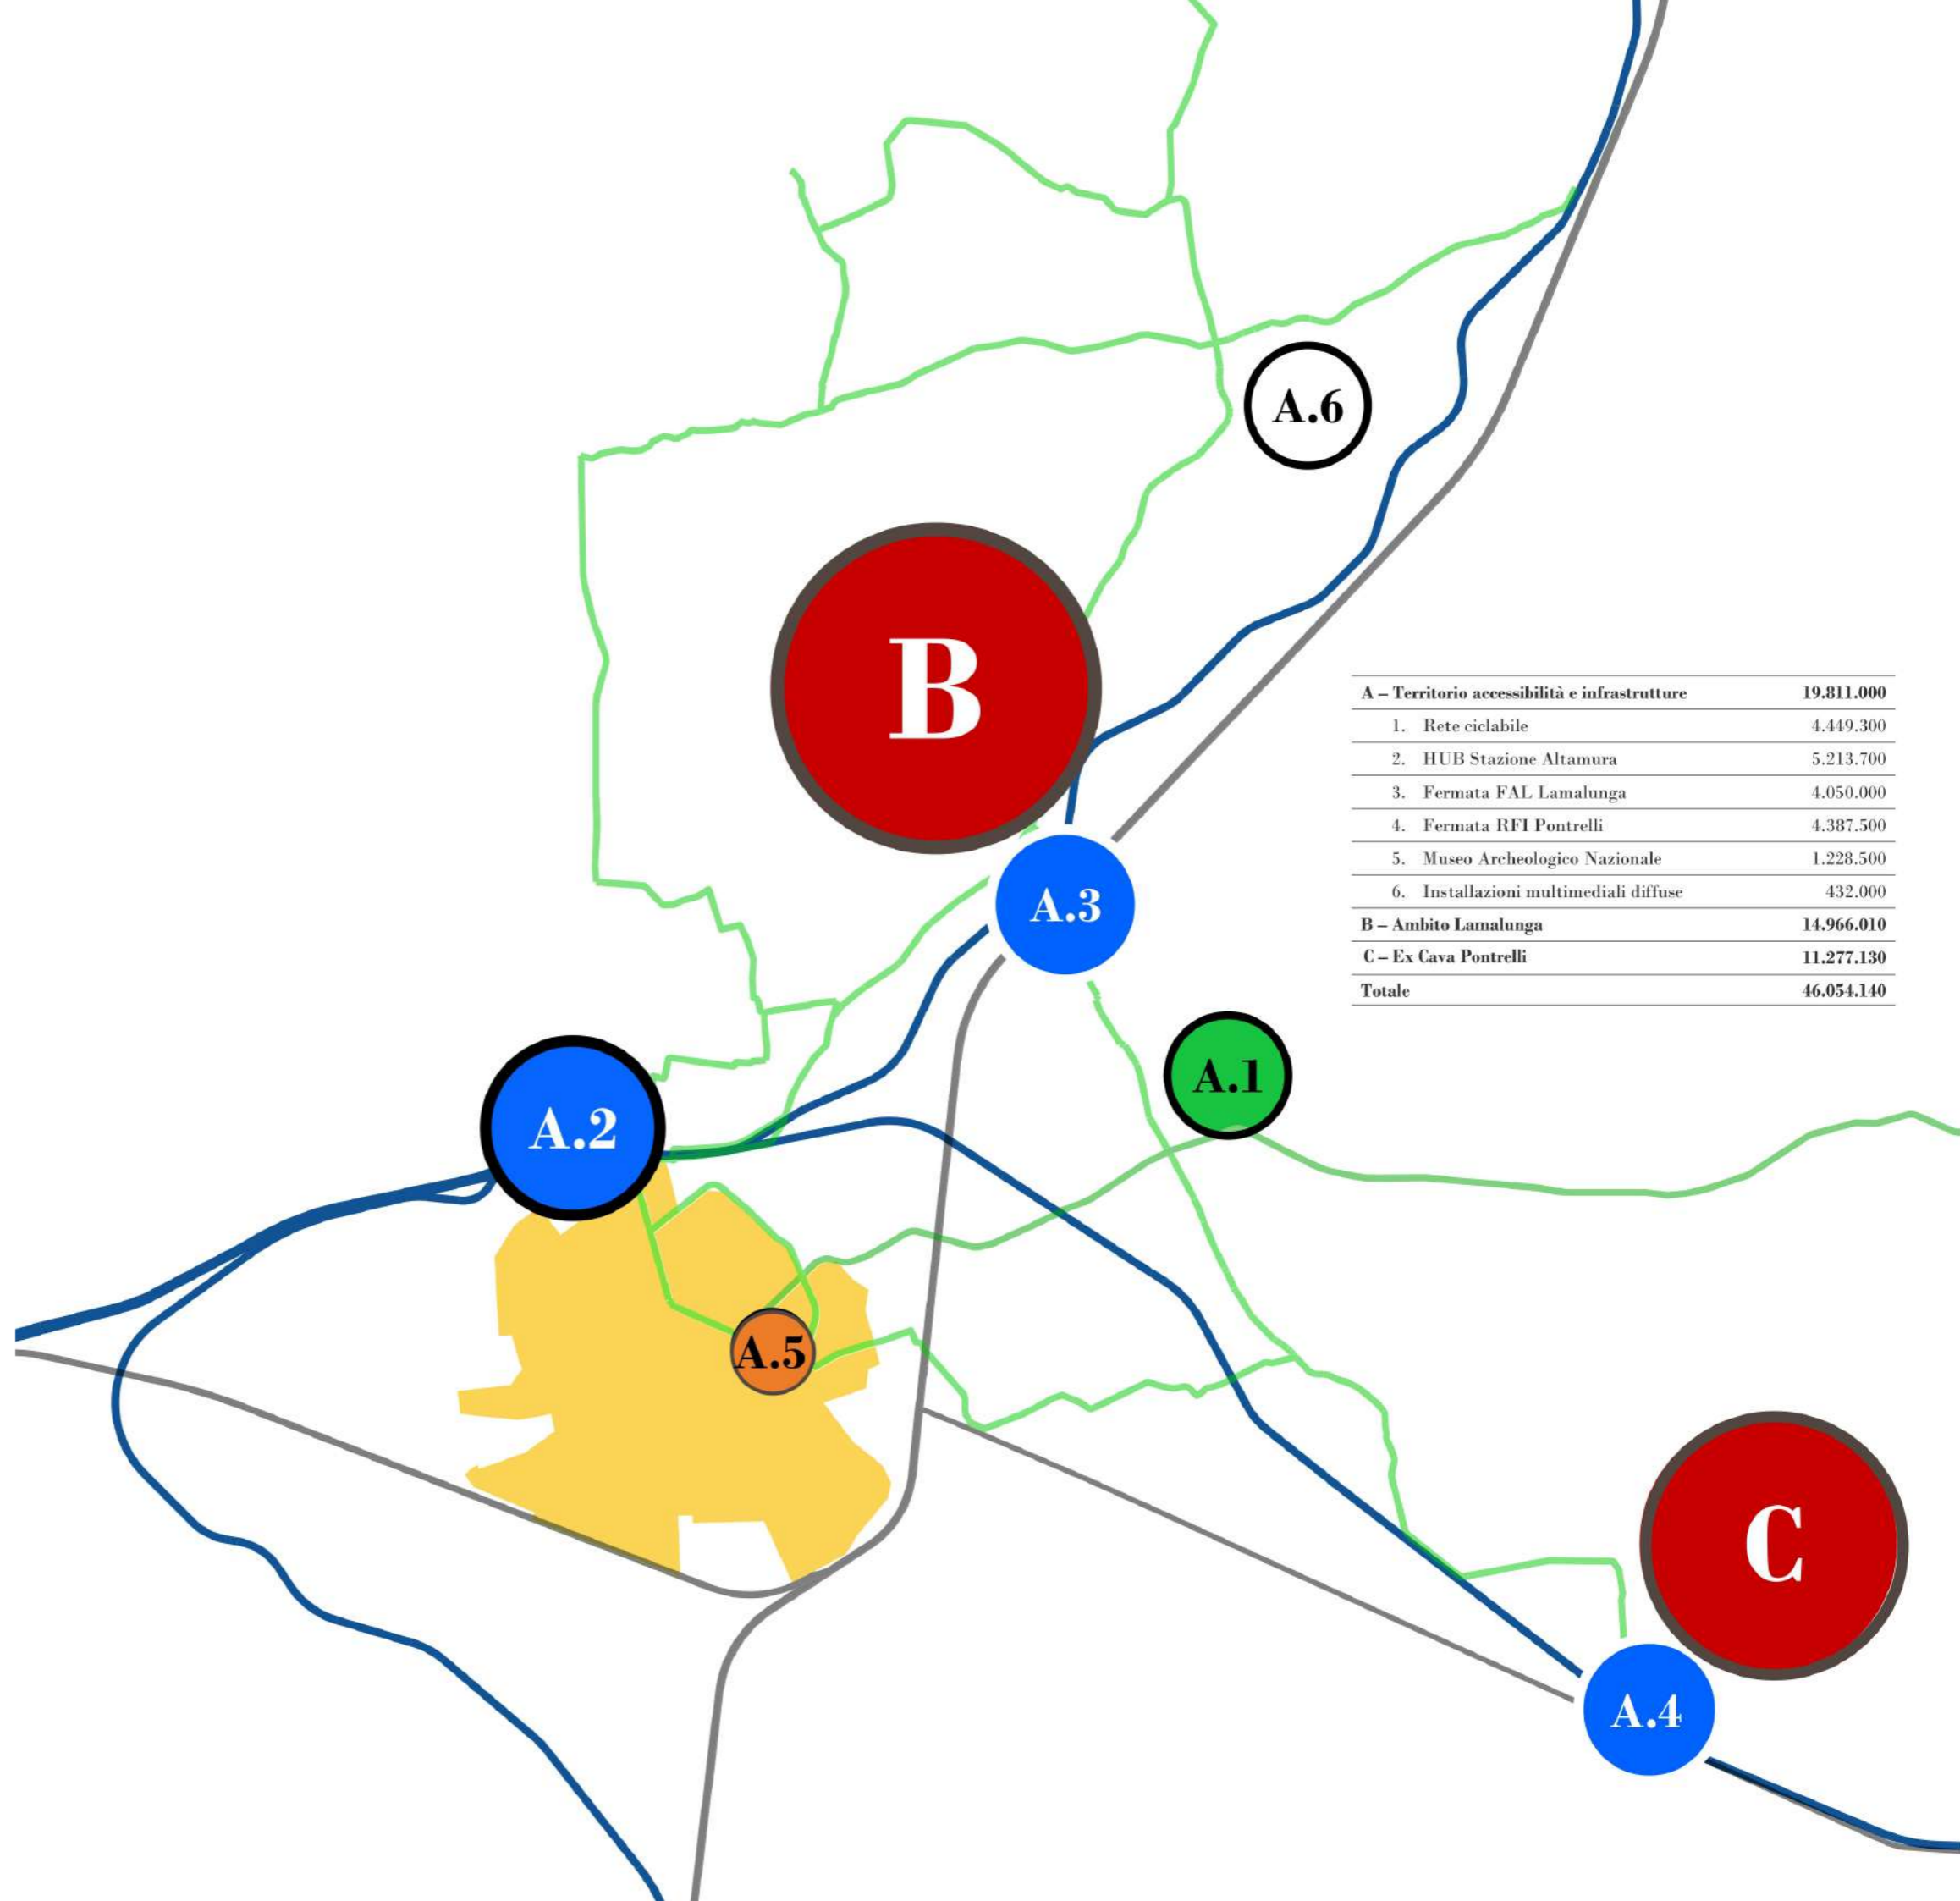 A.6
B
A – Territorio accessibilità e infrastrutture 19.811.000
1. Rete ciclabile 4.449.300
2. HUB Stazione Altamura 5.213.700
3. Fermata FAL Lamalunga 4.050.000
4. Fermata RFI Pontrelli 4.387.500
5. Museo Archeologico Nazionale 1.228.500
6. Installazioni multimediali diffuse 432.000
B – Ambito Lamalunga 14.966.010
C – Ex Cava Pontrelli 11.277.130
Totale 46.054.140
A.3
A.1
A.2
A.5
C
A.4